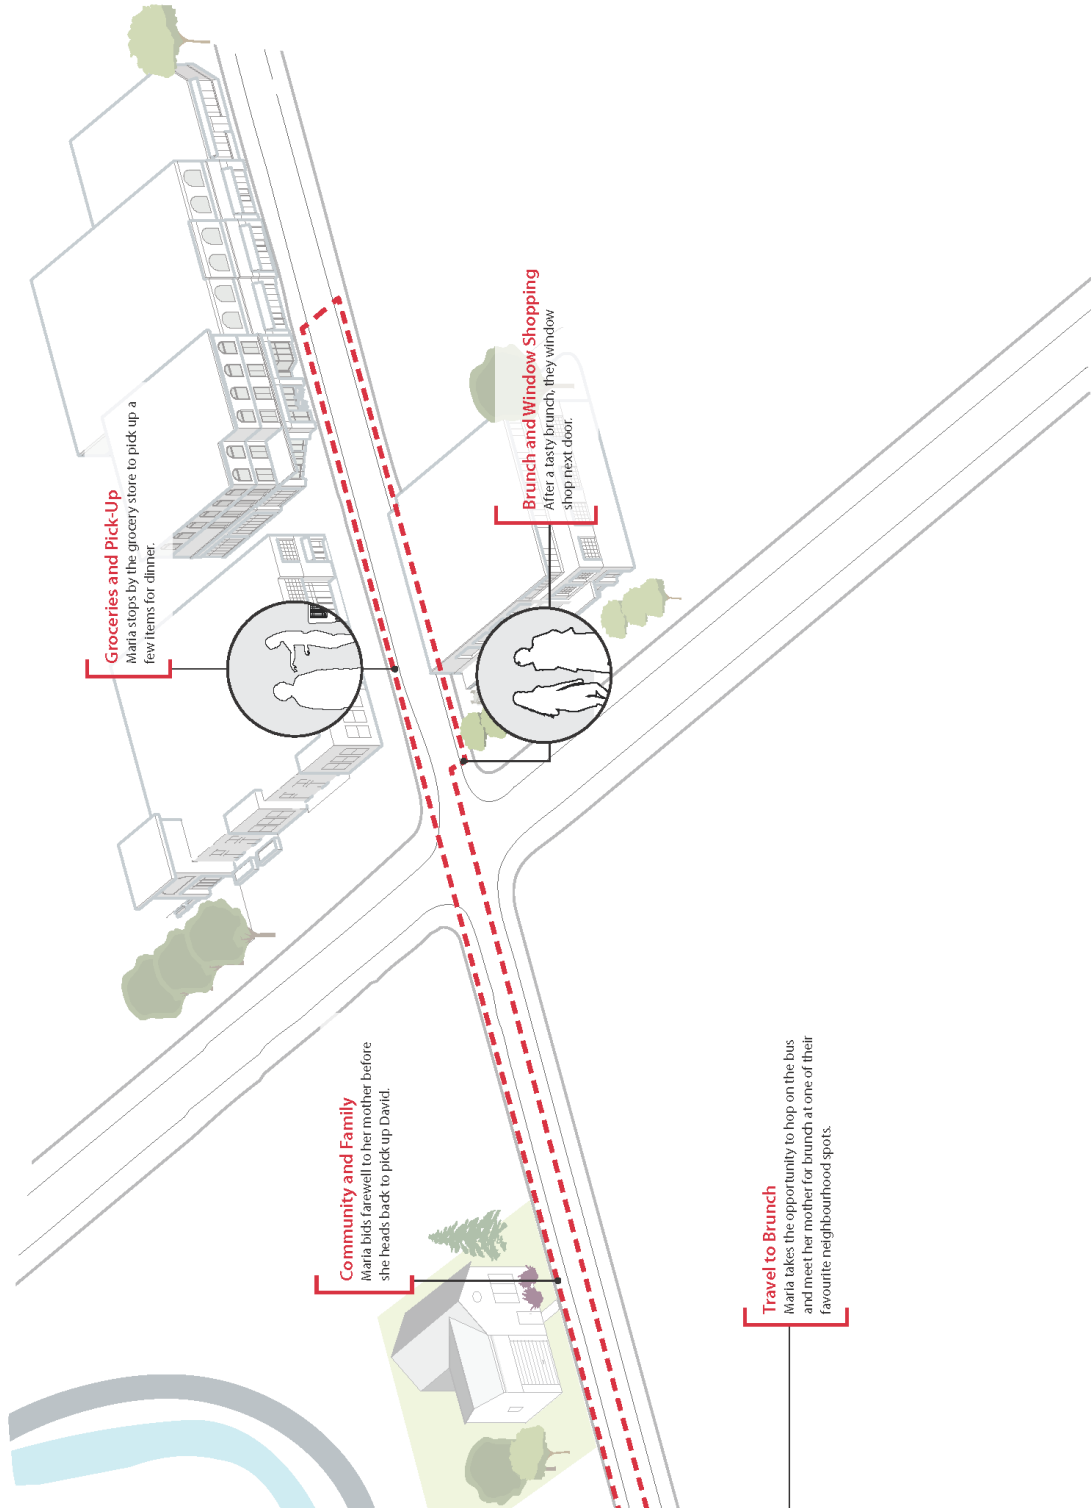 Groceries and Pick-Up
Maria stops by the grocery store to pick up a
few items for dinner.
Brunch and Window Shopping
After a tasty brunch, they window
shop next door.
Community and Family
Maria bids farewell to her mother before
she heads back to pick up David.
Travel to Brunch
Maria takes the opportunity to hop on the bus
and meet her mother for brunch at one of their
favourite neighbourhood spots.